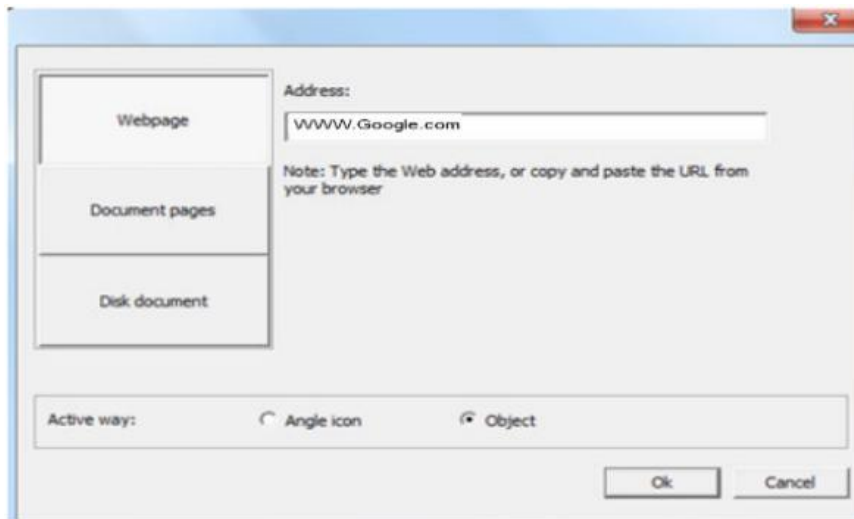 Webpage
Document pages
Disk document
Address:
WWW.Google.com
Note: Type the Web address, or copy and paste the URL from
your browser
Active way:
Angle icon
Object
Ok
Cancel